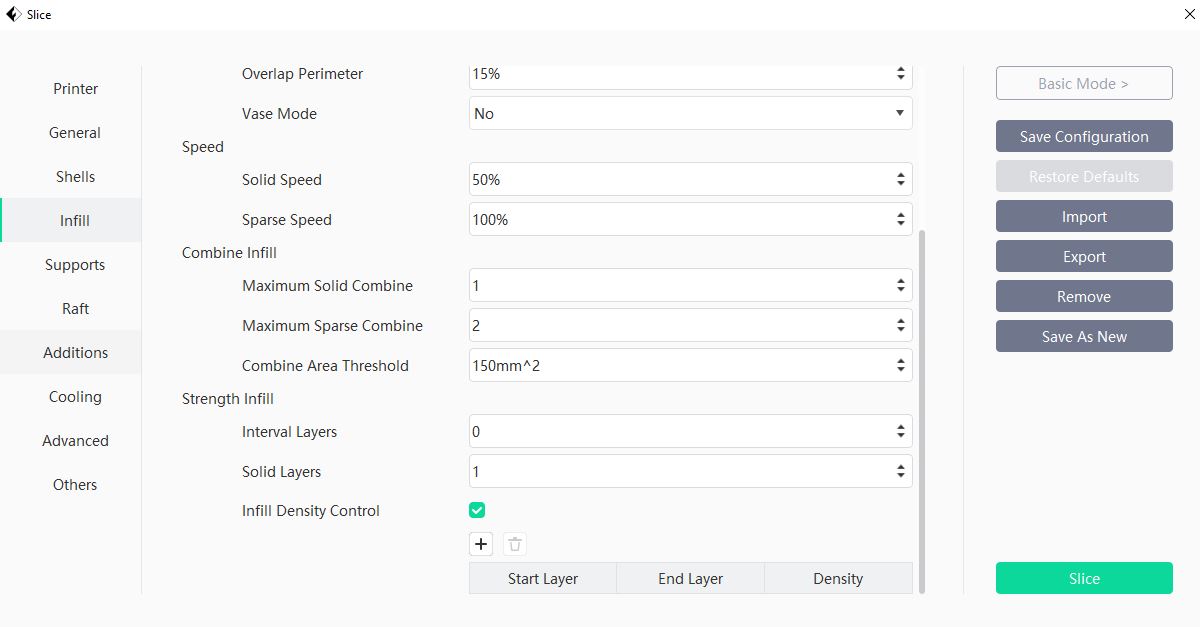 Slice
Printer
General
Shells
Infill
Supports
Raft
Additions
Cooling
Advanced
Others
Overlap Perimeter 15%
Vase Mode No
Speed
Solid Speed 50%
Sparse Speed 100%
Combine Infill
Maximum Solid Combine 1
Maximum Sparse Combine 2
Combine Area Threshold 150mm^2
Strength Infill
Interval Layers 0
Solid Layers 1
Infill Density Control
Start Layer End Layer Density
Basic Mode >
Save Configuration
Restore Defaults
Import
Export
Remove
Save As New
Slice